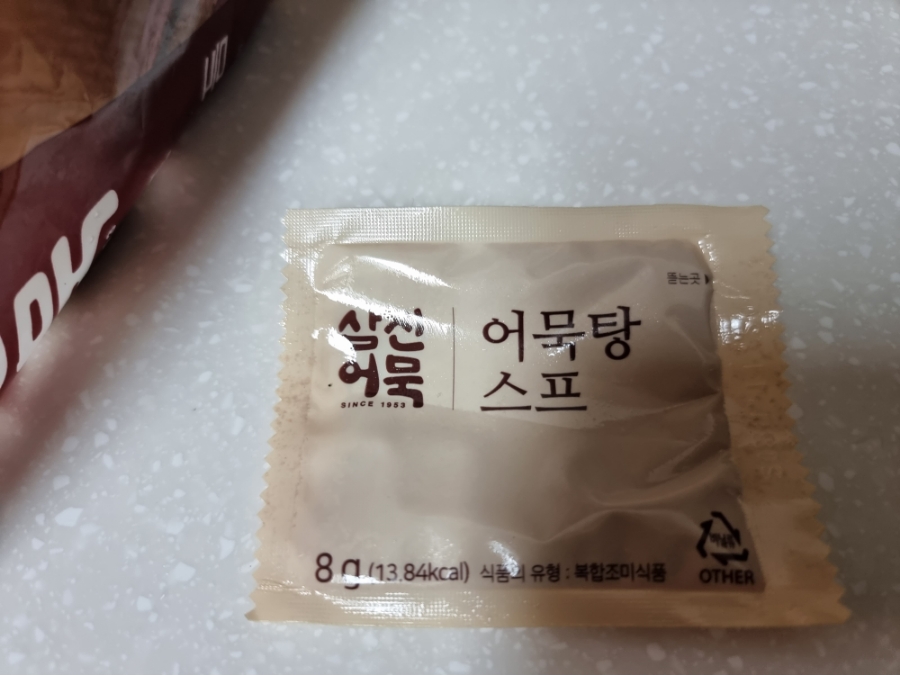 삼진
어묵
SINCE 1953
어묵탕
스프
뜯는곳
8 g (13.84kcal) 식품의 유형 : 복합조미식품
OTHER